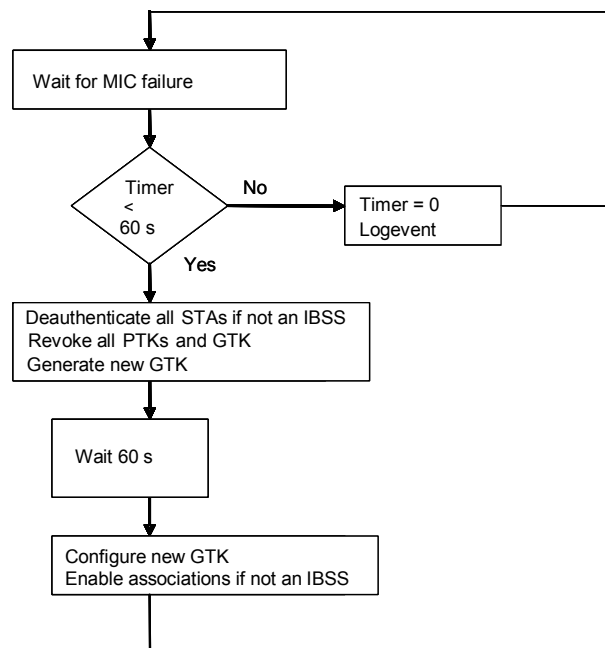 Wait for MIC failure
Timer
<
60 s
No
Timer = 0
Logevent
Yes
Deauthenticate all STAs if not an IBSS
Revoke all PTKs and GTK
Generate new GTK
Wait 60 s
Configure new GTK
Enable associations if not an IBSS